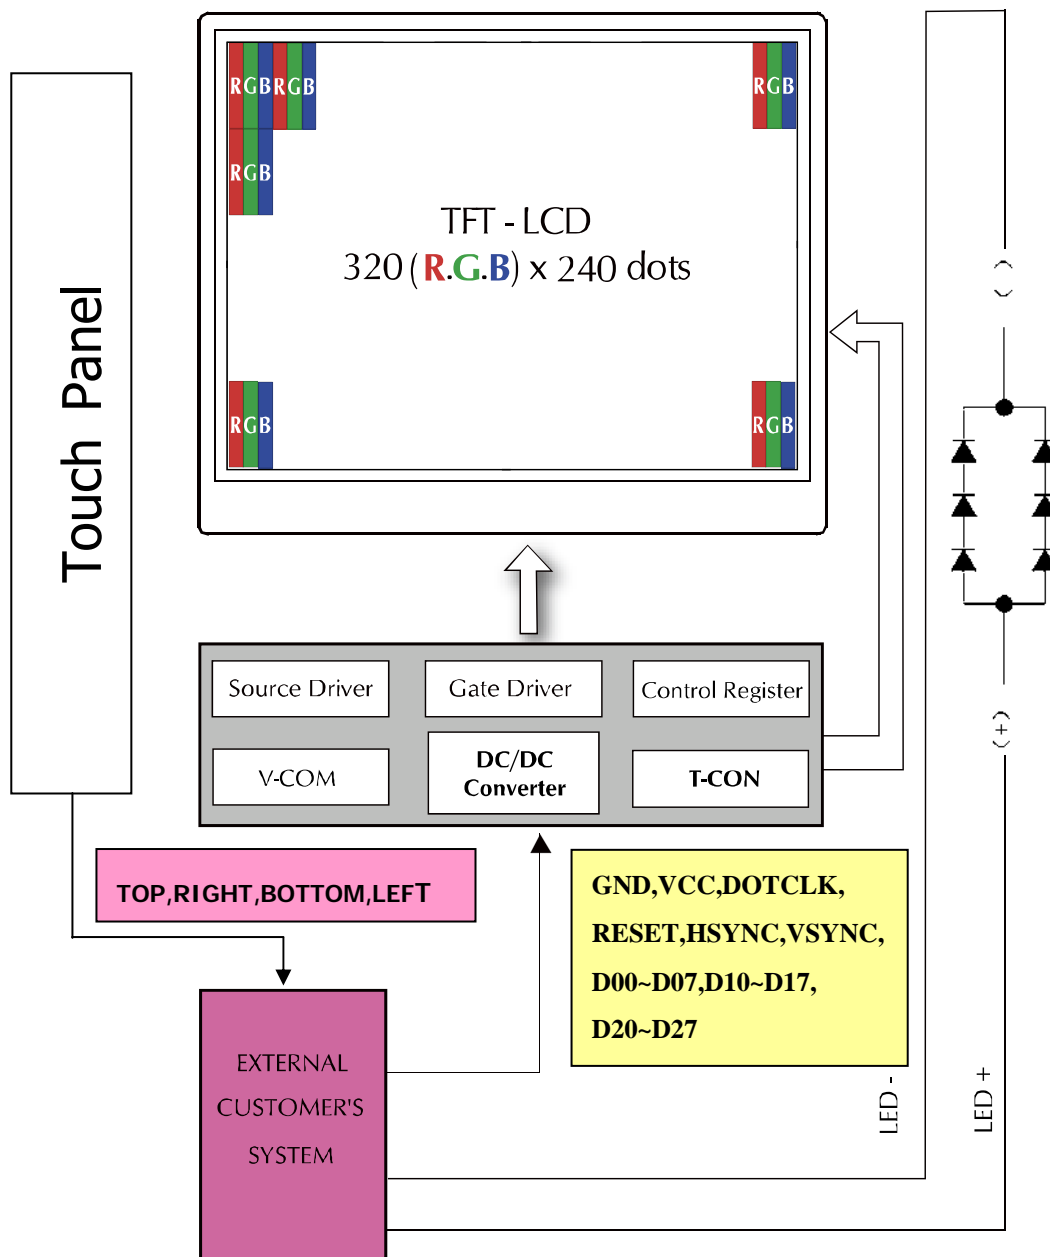 RGBRGB
RGB
RGB
TFT - LCD
320 (R.G.B) x 240 dots
RGB
RGB
Touch Panel
( )
(+)
Source Driver
Gate Driver
Control Register
V-COM
DC/DC
Converter
T-CON
TOP,RIGHT,BOTTOM,LEFT
GND,VCC,DOTCLK,
RESET,HSYNC,VSYNC,
D00~D07,D10~D17,
D20~D27
EXTERNAL
CUSTOMER'S
SYSTEM
LED -
LED +